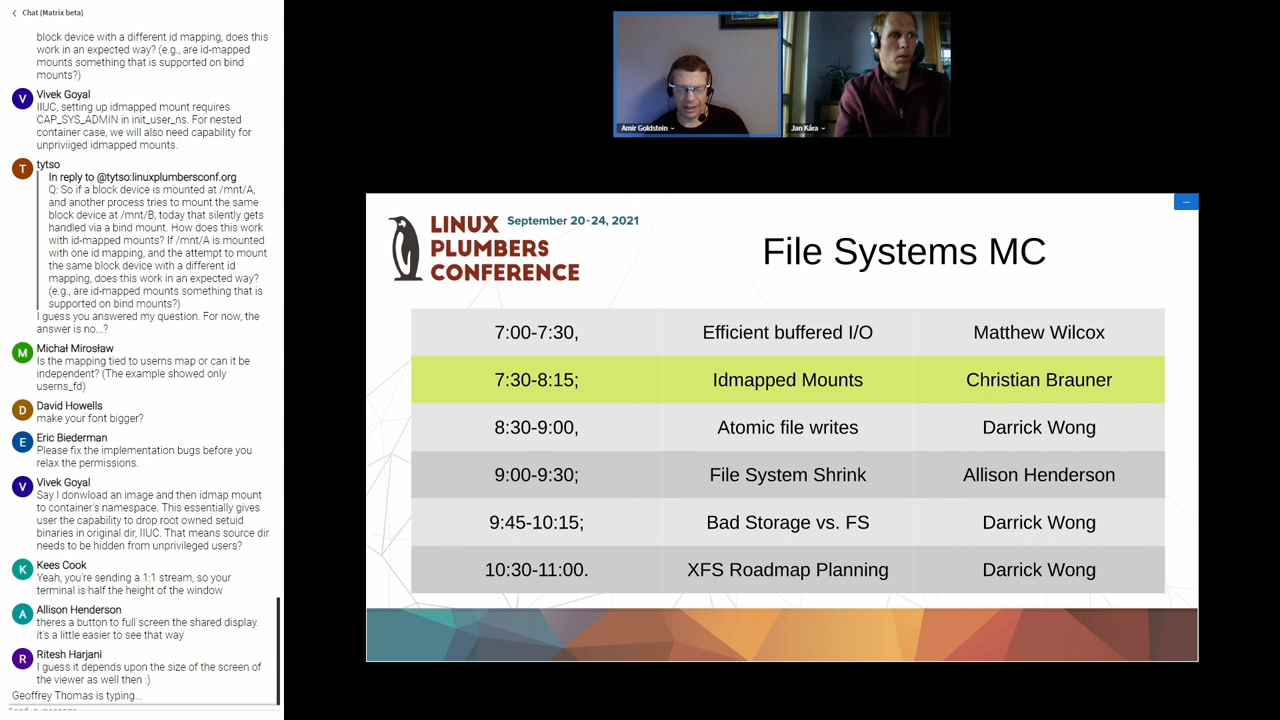 Chat (Matrix beta)
block device with a different id mapping, does this
work in an expected way? (e.g., are id-mapped
mounts something that is supported on bind
mounts?)
V
Vivek Goyal
IIUC, setting up idmapped mount requires
CAP_SYS_ADMIN in init_user_ns. For nested
container case, we will also need capability for
unpriviiged idmapped mounts.
T
tytso
In reply to @tytso:linuxplumbersconf.org
Q: So if a block device is mounted at /mnt/A,
and another process tries to mount the same
block device at /mnt/B, today that silently gets
handled via a bind mount. How does this work
with id-mapped mounts? If /mnt/A is mounted
with one id mapping, and the attempt to mount
the same block device with a different id
mapping, does this work in an expected way?
(e.g., are id-mapped mounts something that is
supported on bind mounts?)
I guess you answered my question. For now, the
answer is no...?
M
Michał Mirosław
Is the mapping tied to userns map or can it be
independent? (The example showed only
userns_fd)
D
David Howells
make your font bigger?
E
Eric Biederman
Please fix the implementation bugs before you
relax the permissions.
V
Vivek Goyal
Say I donwload an image and then idmap mount
to container's namespace. This essentially gives
user the capability to drop root owned setuid
binaries in original dir, IIUC. That means source dir
needs to be hidden from unprivileged users?
K
Kees Cook
Yeah, you're sending a 1:1 stream, so your
terminal is half the height of the window
A
Allison Henderson
theres a button to full screen the shared display.
it's a little easier to see that way
R
Ritesh Harjani
I guess it depends upon the size of the screen of
the viewer as well then :)
Geoffrey Thomas is typing...
Amir Goldstein
Jan Kára
LINUX September 20-24, 2021
PLUMBERS
CONFERENCE
File Systems MC
7:00-7:30, Efficient buffered I/O Matthew Wilcox
7:30-8:15; Idmapped Mounts Christian Brauner
8:30-9:00, Atomic file writes Darrick Wong
9:00-9:30; File System Shrink Allison Henderson
9:45-10:15; Bad Storage vs. FS Darrick Wong
10:30-11:00. XFS Roadmap Planning Darrick Wong